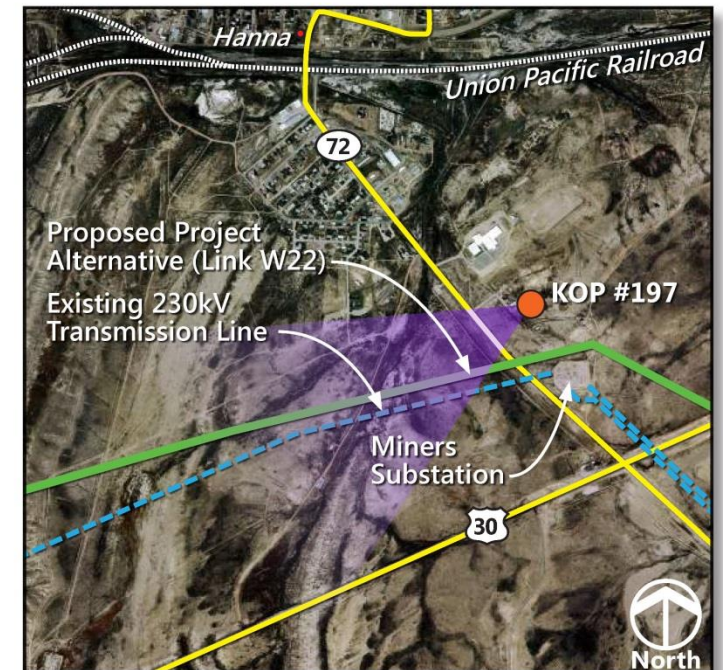 Hanna
Union Pacific Railroad
72
Proposed Project
Alternative (Link W22)
KOP #197
Existing 230kV
Transmission Line
Miners
Substation
30
North